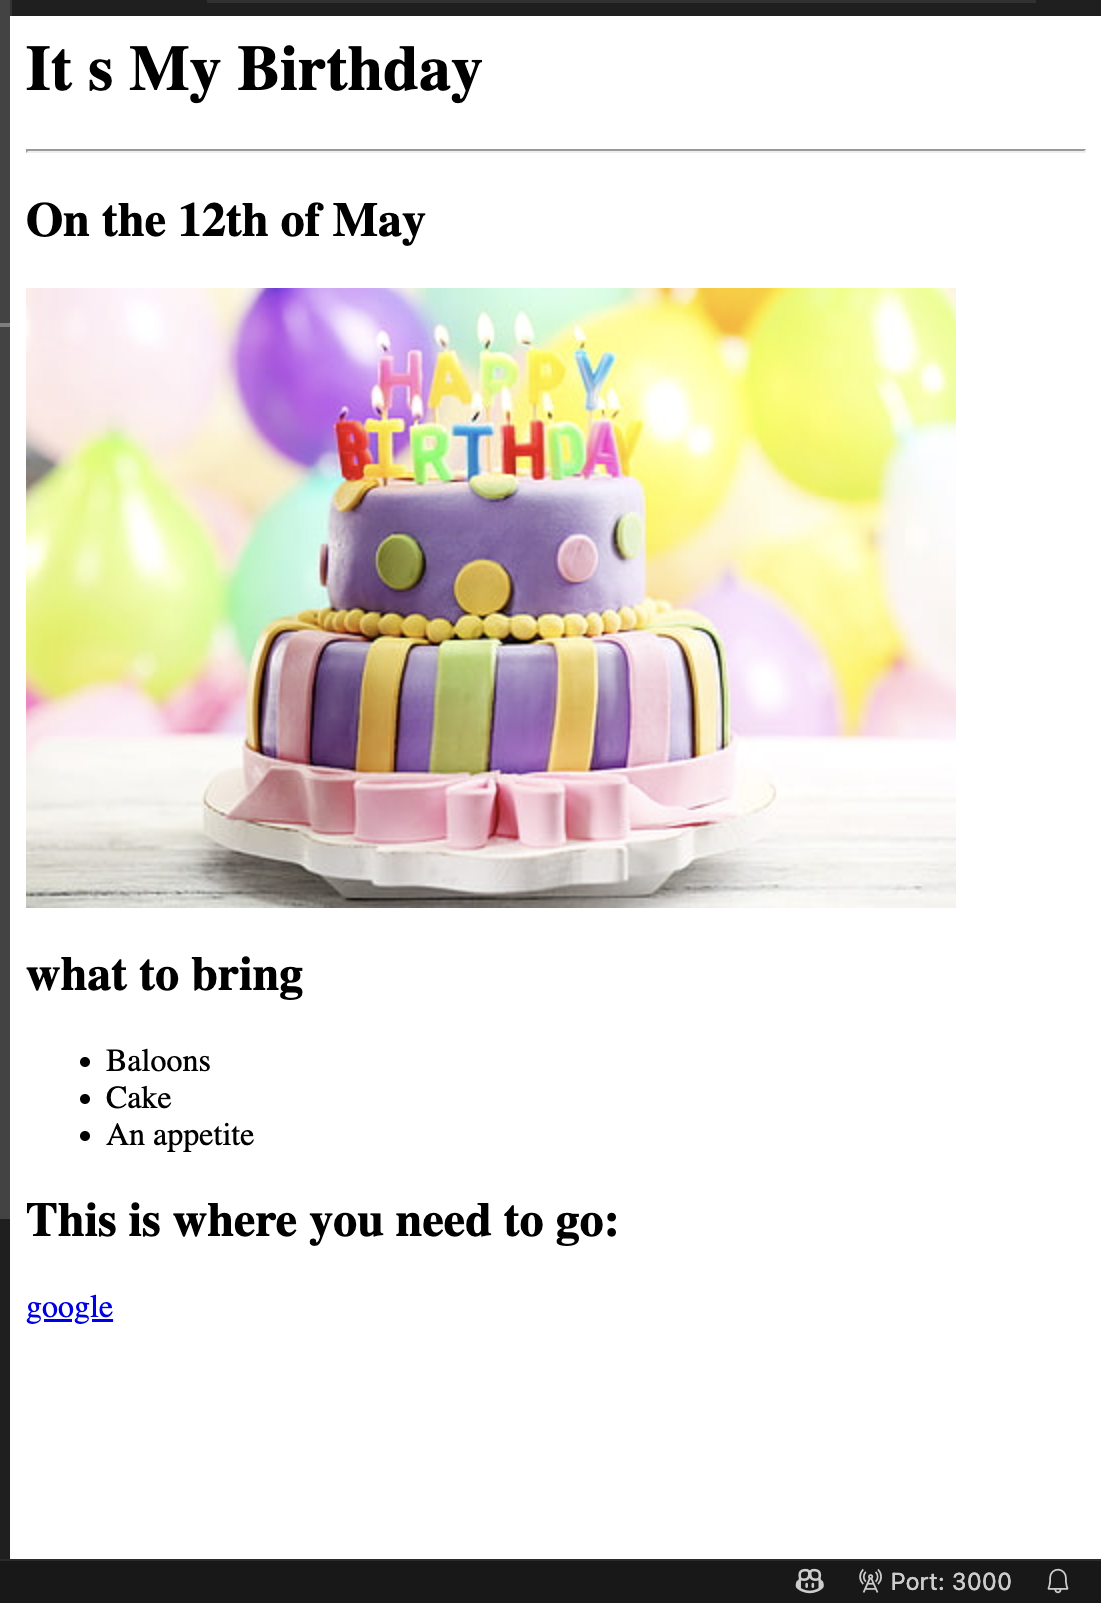 It s My Birthday
On the 12th of May
HAPPY
BIRTHDAY
what to bring
Baloons
Cake
An appetite
This is where you need to go:
google
Port: 3000